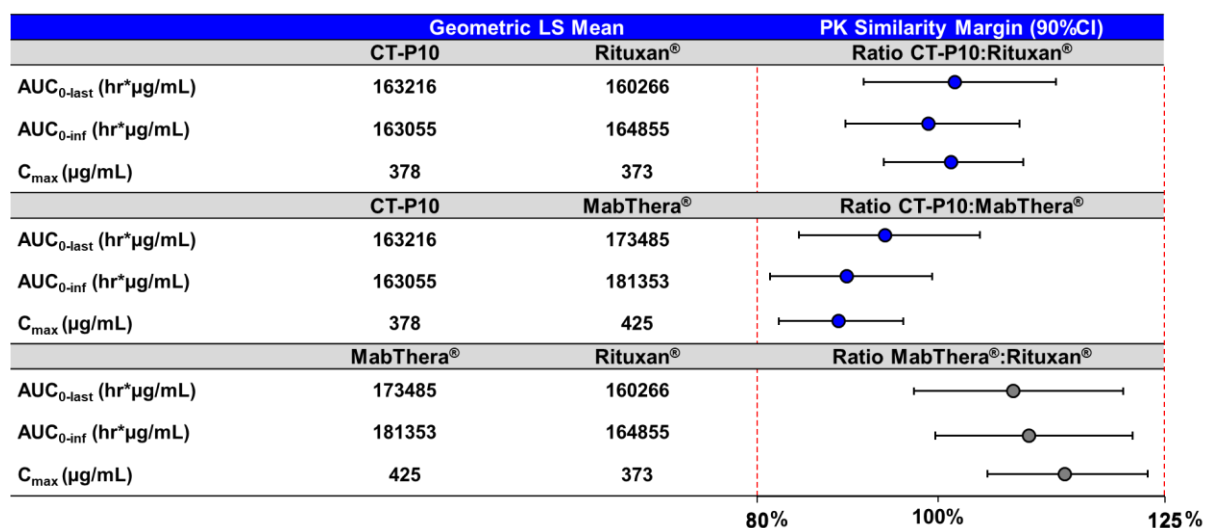 Geometric LS Mean PK Similarity Margin (90%CI)
CT-P10 Rituxan® Ratio CT-P10:Rituxan®
AUC0-last (hr*µg/mL) 163216 160266
AUC0-inf (hr*µg/mL) 163055 164855
Cmax (µg/mL) 378 373
CT-P10 MabThera® Ratio CT-P10:MabThera®
AUC0-last (hr*µg/mL) 163216 173485
AUC0-inf (hr*µg/mL) 163055 181353
Cmax (µg/mL) 378 425
MabThera® Rituxan® Ratio MabThera®:Rituxan®
AUC0-last (hr*µg/mL) 173485 160266
AUC0-inf (hr*µg/mL) 181353 164855
Cmax (µg/mL) 425 373
80% 100% 125%